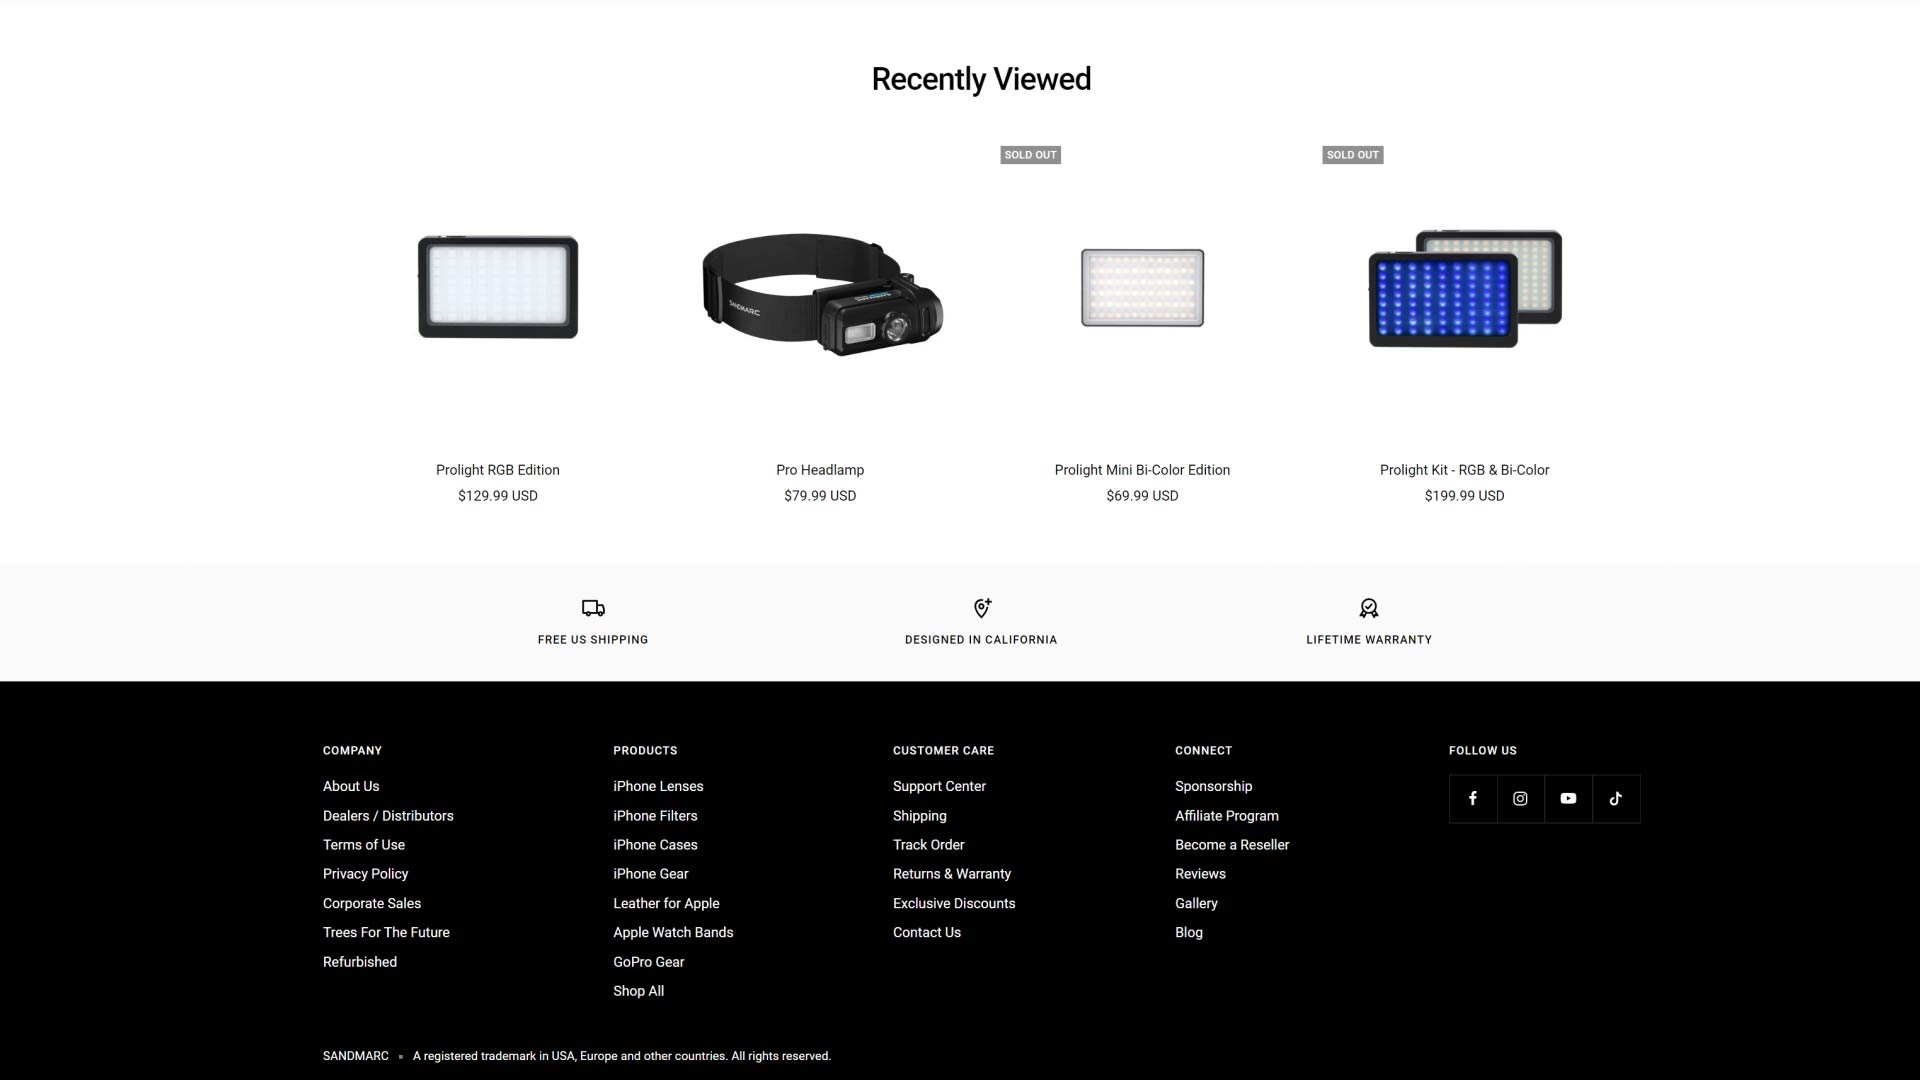 Recently Viewed
SOLD OUT
SOLD OUT
SANDMARC
Prolight RGB Edition
$129.99 USD
Pro Headlamp
$79.99 USD
Prolight Mini Bi-Color Edition
$69.99 USD
Prolight Kit - RGB & Bi-Color
$199.99 USD
FREE US SHIPPING
DESIGNED IN CALIFORNIA
LIFETIME WARRANTY
COMPANY
About Us
Dealers / Distributors
Terms of Use
Privacy Policy
Corporate Sales
Trees For The Future
Refurbished
PRODUCTS
iPhone Lenses
iPhone Filters
iPhone Cases
iPhone Gear
Leather for Apple
Apple Watch Bands
GoPro Gear
Shop All
CUSTOMER CARE
Support Center
Shipping
Track Order
Returns & Warranty
Exclusive Discounts
Contact Us
CONNECT
Sponsorship
Affiliate Program
Become a Reseller
Reviews
Gallery
Blog
FOLLOW US
SANDMARC ▪ A registered trademark in USA, Europe and other countries. All rights reserved.